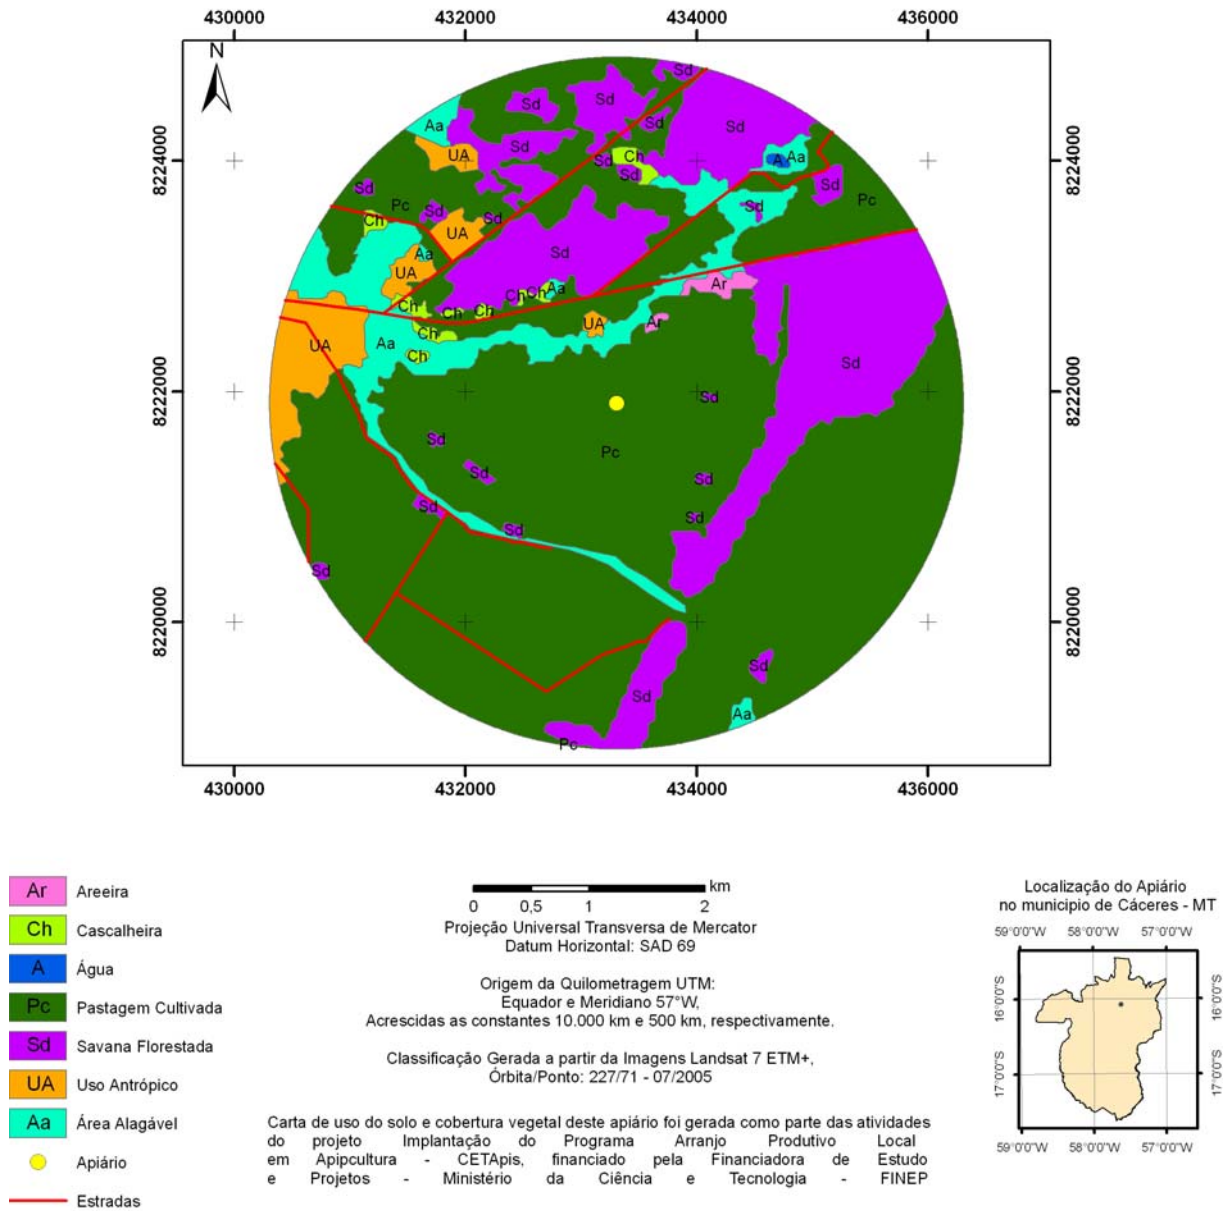 430000 432000 434000 436000
N
Sd
Sd
Sd
Sd
Aa
Sd
Sd
8224000
UA
Sd
Ch
A Aa
8224000
Sd
Sd
Sd
Pc
Sd
Sd
Pc
Ch
Sd
UA
Aa
Sd
UA
Ch Ch Aa
Ar
Ch
Ch
Ch
UA
Ar
Ch
UA
Aa
Ch
Sd
8222000
Sd
8222000
Sd
Pc
Sd
Sd
Sd
Sd
Sd
Sd
8220000
8220000
Sd
Sd
Aa
Pc
430000 432000 434000 436000
Ar Areeira
Ch Cascalheira
A Água
Pc Pastagem Cultivada
Sd Savana Florestada
UA Uso Antrópico
Aa Área Alagável
Apiário
Estradas
km
0 0,5 1 2
Projeção Universal Transversa de Mercator
Datum Horizontal: SAD 69
Origem da Quilometragem UTM:
Equador e Meridiano 57°W,
Acrescidas as constantes 10.000 km e 500 km, respectivamente.
Classificação Gerada a partir da Imagens Landsat 7 ETM+,
Órbita/Ponto: 227/71 - 07/2005
Carta de uso do solo e cobertura vegetal deste apiário foi gerada como parte das atividades
do projeto Implantação do Programa Arranjo Produtivo Local
em Apipcultura - CETApis, financiado pela Financiadora de Estudo
e Projetos - Ministério da Ciência e Tecnologia - FINEP
Localização do Apiário
no municipio de Cáceres - MT
59°0'0"W 58°0'0"W 57°0'0"W
16°0'0"S
16°0'0"S
17°0'0"S
17°0'0"S
59°0'0"W 58°0'0"W 57°0'0"W